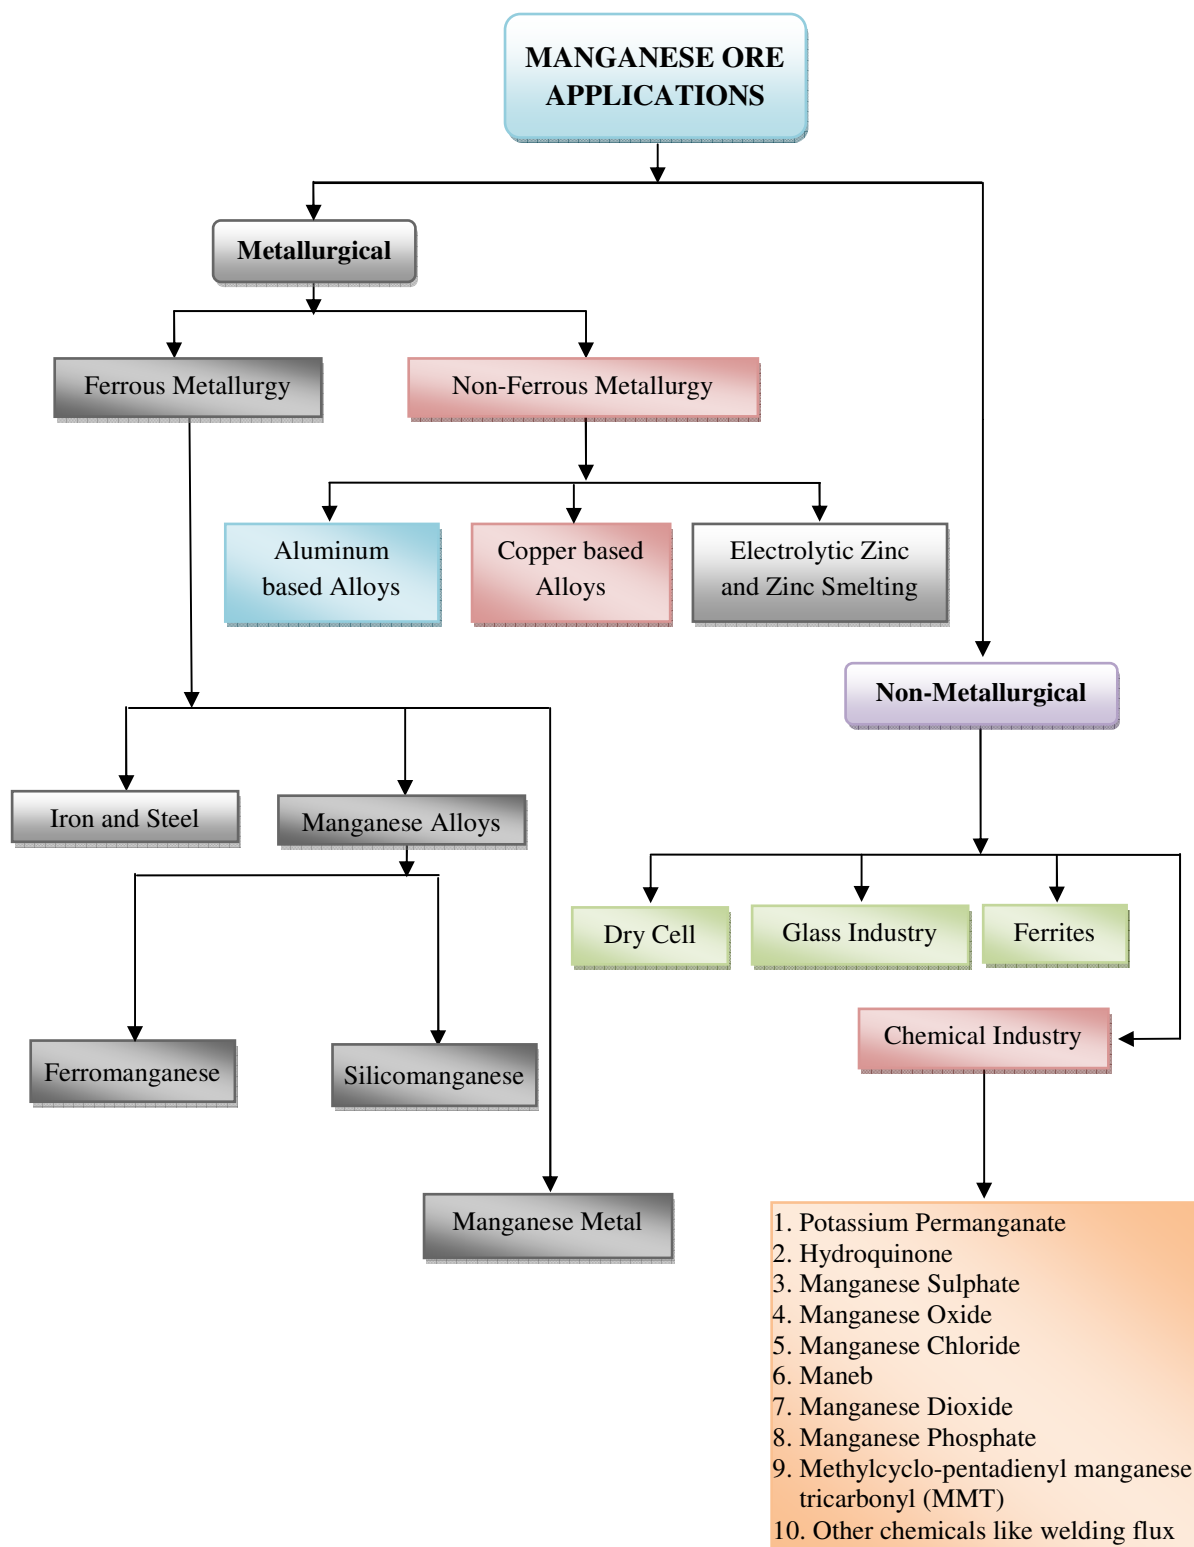 MANGANESE ORE
APPLICATIONS
Metallurgical
Ferrous Metallurgy
Non-Ferrous Metallurgy
Aluminum
based Alloys
Copper based
Alloys
Electrolytic Zinc
and Zinc Smelting
Non-Metallurgical
Iron and Steel
Manganese Alloys
Dry Cell
Glass Industry
Ferrites
Chemical Industry
Ferromanganese
Silicomanganese
Manganese Metal
1. Potassium Permanganate
2. Hydroquinone
3. Manganese Sulphate
4. Manganese Oxide
5. Manganese Chloride
6. Maneb
7. Manganese Dioxide
8. Manganese Phosphate
9. Methylcyclo-pentadienyl manganese
tricarbonyl (MMT)
10. Other chemicals like welding flux